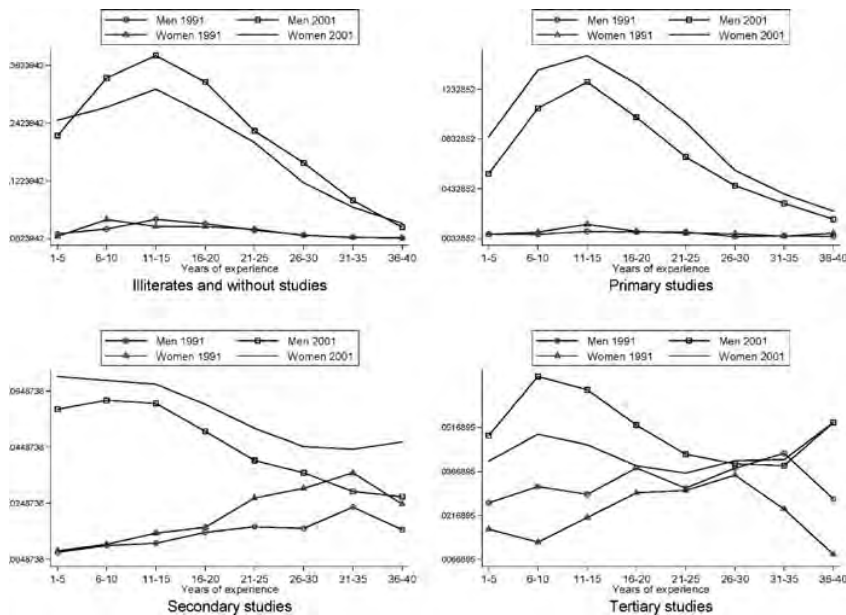 Men 1991 Men 2001
Women 1991 Women 2001
.3623942
.2423942
.1223942
.0023942
1-5 6-10 11-15 16-20 21-25 26-30 31-35 36-40
Years of experience
Illiterates and without studies
Men 1991 Men 2001
Women 1991 Women 2001
.1232852
.0832852
.0432852
.0032852
1-5 6-10 11-15 16-20 21-25 26-30 31-35 36-40
Years of experience
Primary studies
Men 1991 Men 2001
Women 1991 Women 2001
.0648738
.0448738
.0248738
.0048738
1-5 6-10 11-15 16-20 21-25 26-30 31-35 36-40
Years of experience
Secondary studies
Men 1991 Men 2001
Women 1991 Women 2001
.0516895
.0366895
.0216895
.0066895
1-5 6-10 11-15 16-20 21-25 26-30 31-35 36-40
Years of experience
Tertiary studies